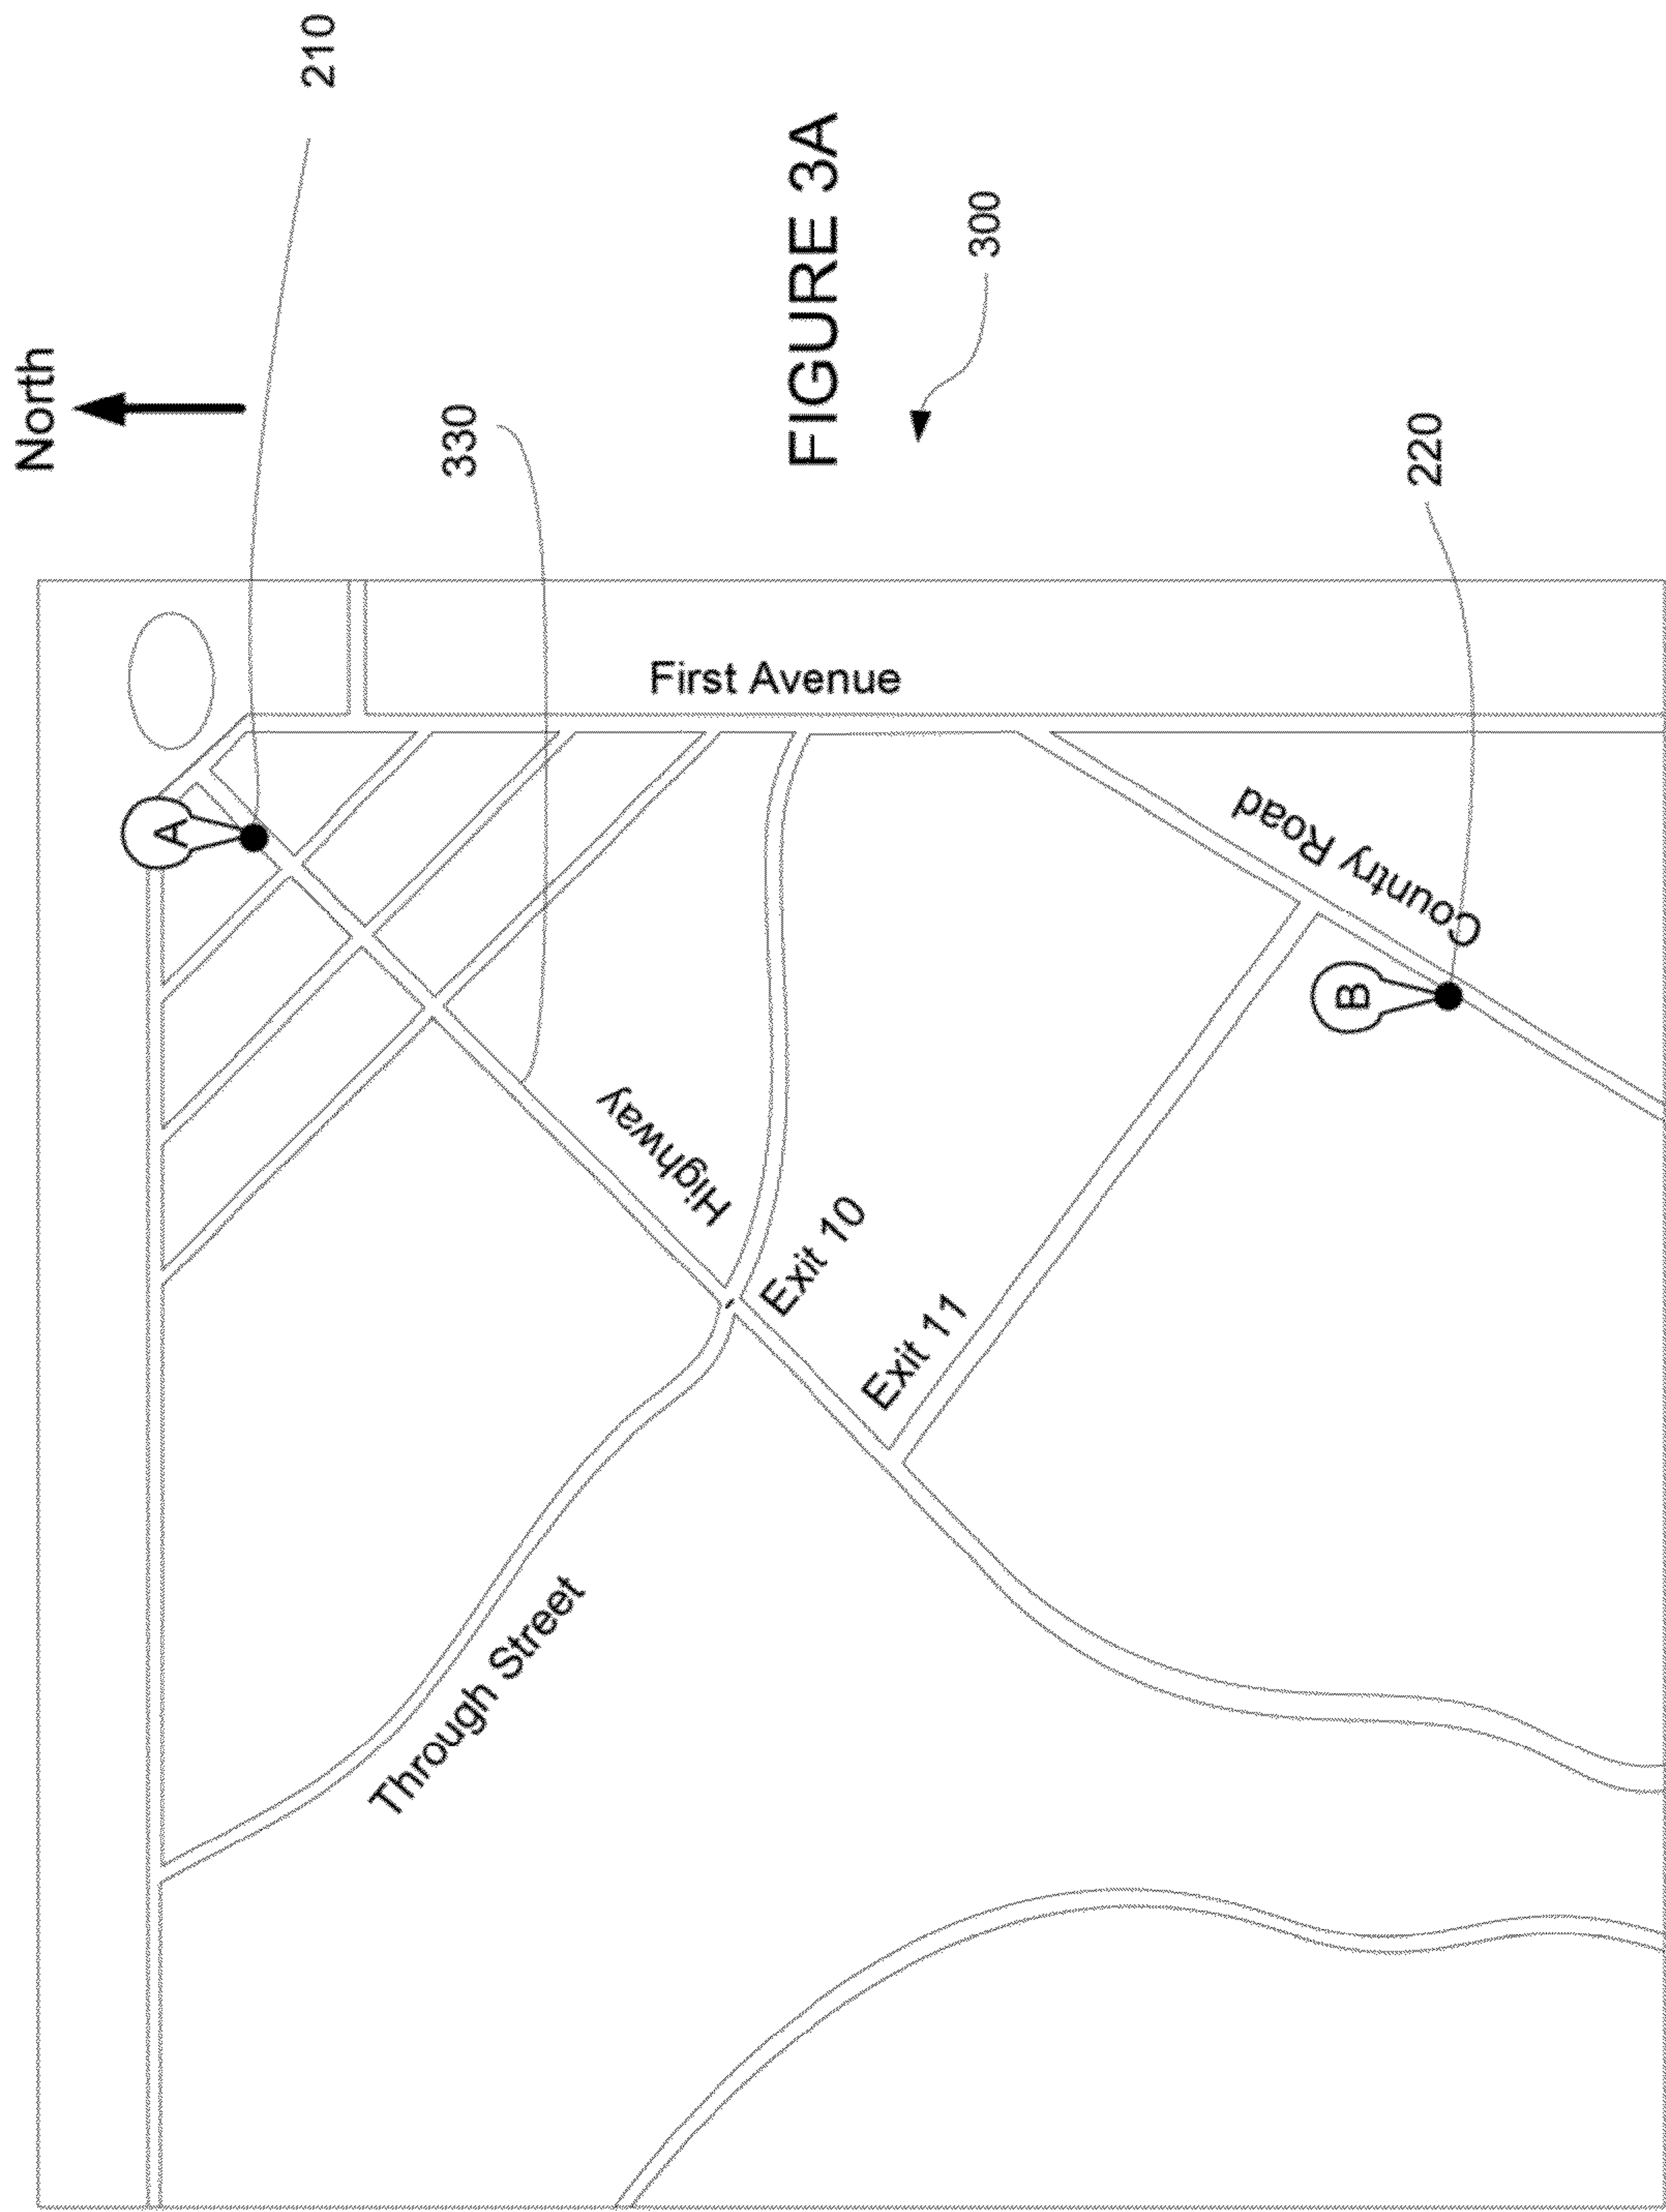 North
210
330
FIGURE 3A
300
220
A
First Avenue
Country Road
B
Highway
Exit 10
Exit 11
Through Street